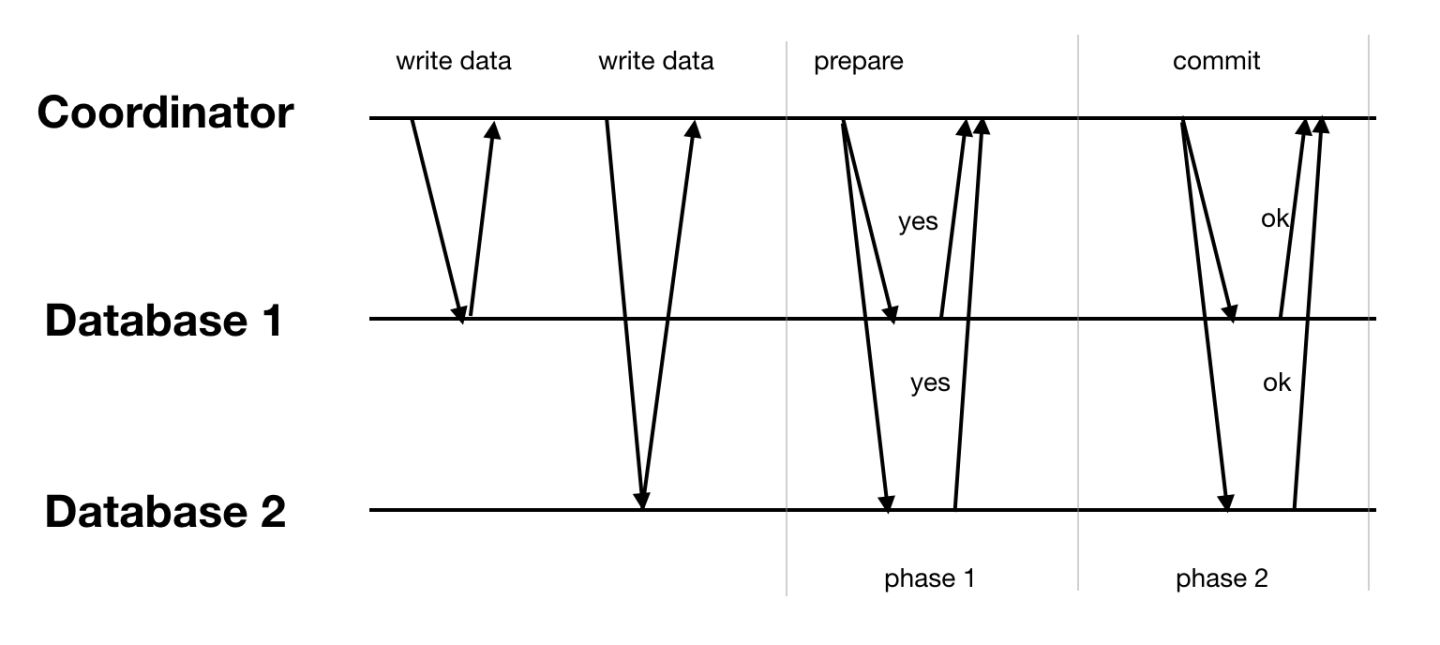 write data
write data
prepare
commit
Coordinator
yes
ok
Database 1
yes
ok
Database 2
phase 1
phase 2